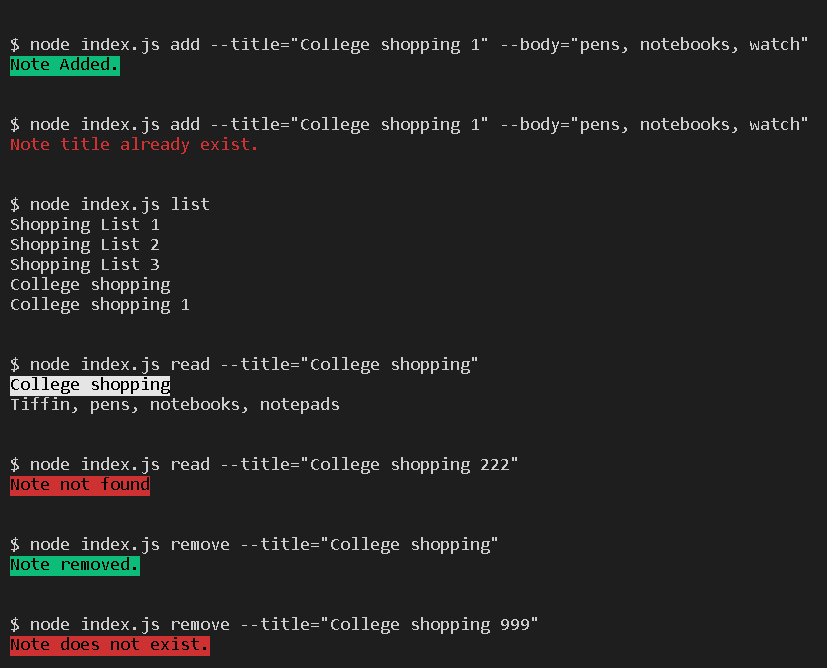 $ node index.js add --title="College shopping 1" --body="pens, notebooks, watch"
Note Added.
$ node index.js add --title="College shopping 1" --body="pens, notebooks, watch"
Note title already exist.
$ node index.js list
Shopping List 1
Shopping List 2
Shopping List 3
College shopping
College shopping 1
$ node index.js read --title="College shopping"
College shopping
Tiffin, pens, notebooks, notepads
$ node index.js read --title="College shopping 222"
Note not found
$ node index.js remove --title="College shopping"
Note removed.
$ node index.js remove --title="College shopping 999"
Note does not exist.